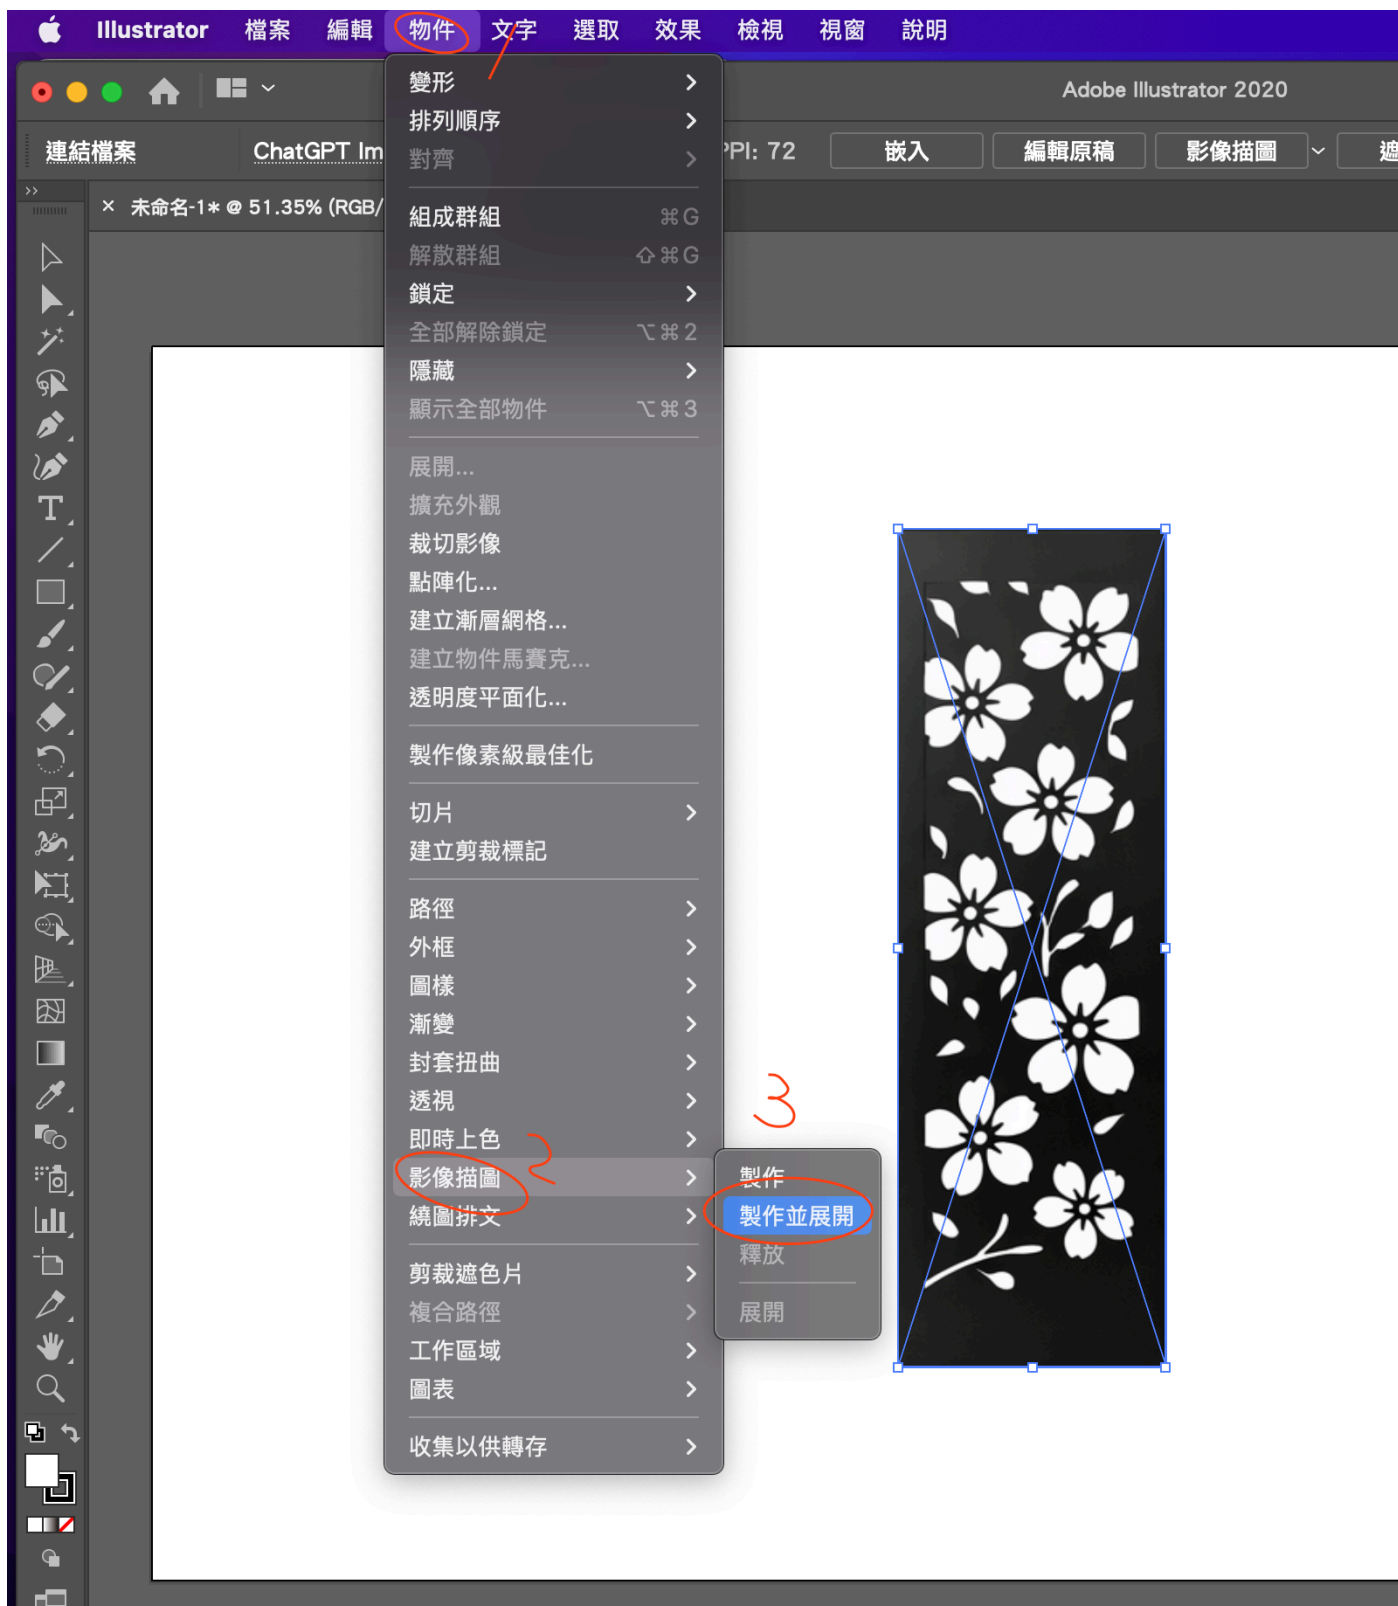 Illustrator 檔案 編輯 物件 文字 選取 效果 檢視 視窗 說明
1
Adobe Illustrator 2020
連結檔案 ChatGPT Im PPI: 72 嵌入 編輯原稿 影像描圖
× 未命名-1* @ 51.35% (RGB/
變形
排列順序
對齊
組成群組 ⌘G
解散群組 ⇧⌘G
鎖定
全部解除鎖定 ⌥⌘2
隱藏
顯示全部物件 ⌥⌘3
展開...
擴充外觀
裁切影像
點陣化...
建立漸層網格...
建立物件馬賽克...
透明度平面化...
製作像素級最佳化
切片
建立剪裁標記
路徑
外框
圖樣
漸變
封套扭曲
透視
即時上色
影像描圖
2
繞圖排文
剪裁遮色片
複合路徑
工作區域
圖表
收集以供轉存
3
製作
製作並展開
釋放
展開